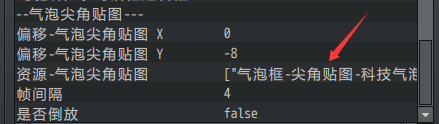 --气泡尖角贴图---
偏移-气泡尖角贴图 X 0
偏移-气泡尖角贴图 Y -8
资源-气泡尖角贴图 ["气泡框-尖角贴图-科技气泡
帧间隔 4
是否倒放 false